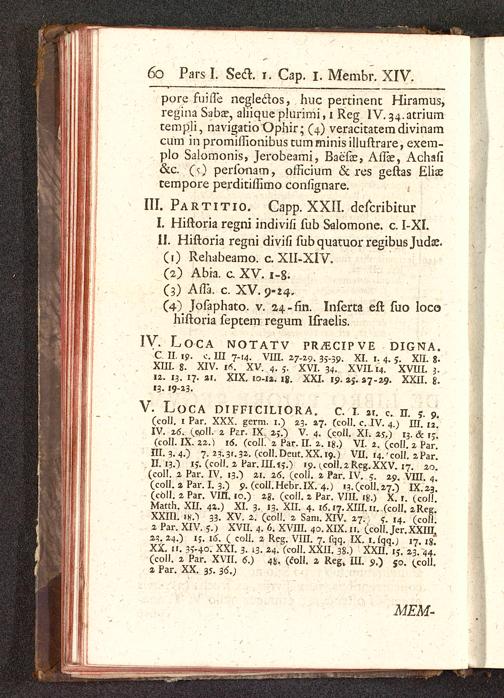 60 Pars I. Sect. 1. Cap. 1. Membr. XIV.
pore fuisse neglectos, huc pertinent Hiramus,
regina Sabæ, aliique plurimi, 1 Reg IV. 34. atrium
templi, navigatio Ophir; (4) veracitatem divinam
cum in promissionibus tum minis illustrare, exem-
plo Salomonis, Jerobeami, Baësæ, Assæ, Achasi
&c. (5) personam, officium & res gestas Eliæ
tempore perditissimo consignare.
III. PARTITIO. Capp. XXII. describitur
I. Historia regni indivisi sub Salomone. c. I-XI.
II. Historia regni divisi sub quatuor regibus Judæ.
(1) Rehabeamo. c. XII-XIV.
(2) Abia. c. XV. 1-8.
(3) Assa. c. XV. 9-24.
(4) Josaphato. v. 24-fin. Inserta est suo loco
historia septem regum Israelis.
IV. LOCA NOTATV PRÆCIPVE DIGNA.
C II. 19. c. III 7-14. VIII. 27-29. 35-39. XI. 1. 4. 5. XII. 8.
XIII. 8. XIV. 16. XV. 4. 5. XVI. 34. XVII. 14. XVIII. 3.
12. 13. 17. 21. XIX. 10-12. 18. XXI. 19. 25. 27-29. XXII. 8.
13. 19-23.
V. LOCA DIFFICILIORA. C. I. 21. c. II. 5. 9.
(coll. 1 Par. XXX. germ. 1.) 23. 27. (coll. c. IV. 4.) III. 12.
IV. 26. (coll. 2 Par. IX. 25.) V. 4. (coll. XI. 25.) 13. & 15.
(coll. IX. 22.) 16. (coll. 2 Par. II. 2. 18.) VI. 2. (coll. 2 Par.
III. 3. 4.) 7. 23. 31. 32. (coll. Deut. XX. 19.) VII. 14. (coll. 2 Par.
II. 13.) 15. (coll. 2 Par. III. 15.) 19. (coll. 2 Reg. XXV. 17. 20.
(coll. 2 Par. IV. 13.) 21. 26. (coll. 2 Par. IV. 5. 29. VIII. 4.
(coll. 2 Par. I. 3.) 9. (coll. Hebr. IX. 4.) 13. (coll. 27.) IX. 23.
(coll. 2 Par. VIII. 10.) 28. (coll. 2 Par. VIII. 18.) X. 1. (coll.
Matth. XII. 42.) XI. 3. 13. XII. 4. 16. 17. XIII. 11. (coll. 2 Reg.
XXIII. 18.) 33. XV. 2. (coll. 2 Sam. XIV. 27. 5. 14. (coll.
2 Par. XIV. 5.) XVII. 4. 6. XVIII. 40. XIX. 11. (coll. Jer. XXIII.
23. 24.) 15. 16. (coll. 2 Reg. VIII. 7. sqq. IX. 1. sqq.) 17. 18.
XX. 11. 35-40. XXI. 3. 13. 24. (coll. XXII. 38.) XXII. 15. 23. 44.
(coll. 2 Par. XVII. 6.) 48. (coll. 2 Reg. III. 9.) 50. (coll.
2 Par. XX. 35. 36.)
MEM-